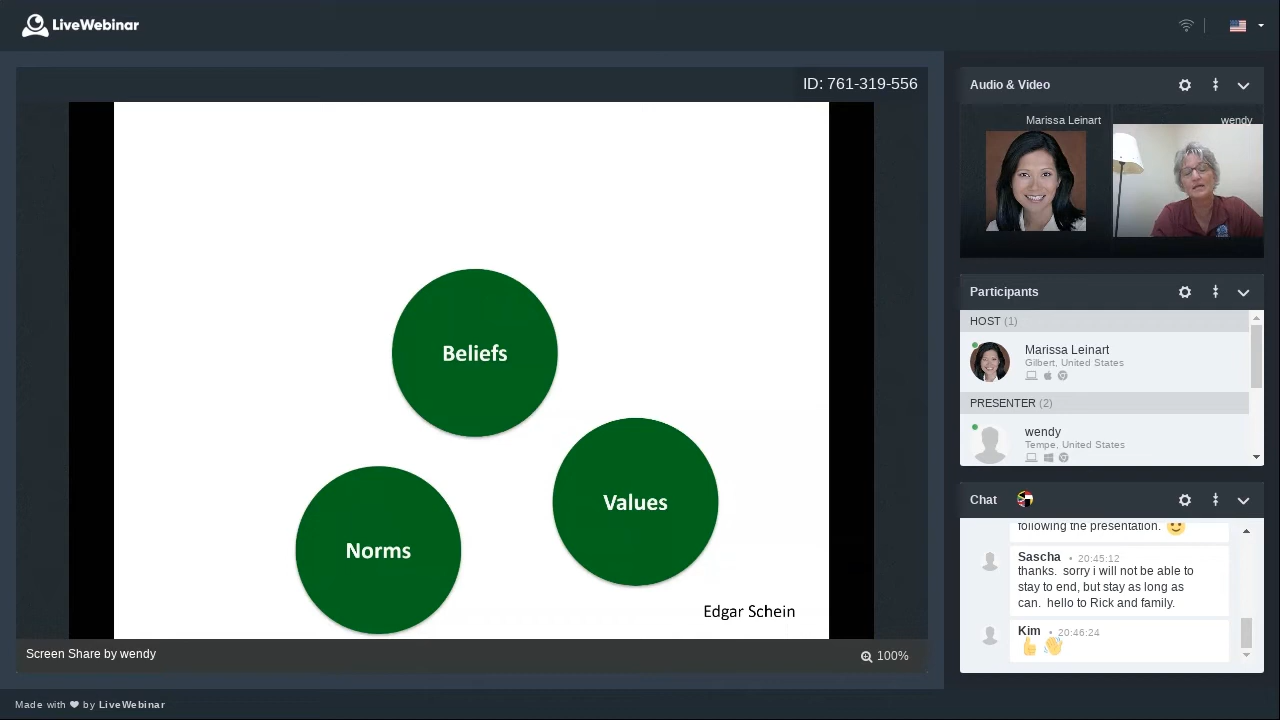 LiveWebinar
ID: 761-319-556
Beliefs
Values
Norms
Edgar Schein
Screen Share by wendy
100%
Audio & Video
Marissa Leinart
wendy
Participants
HOST (1)
Marissa Leinart
Gilbert, United States
PRESENTER (2)
wendy
Tempe, United States
Chat
following the presentation.
Sascha • 20:45:12
thanks. sorry i will not be able to
stay to end, but stay as long as
can. hello to Rick and family.
Kim • 20:46:24
Made with ❤ by LiveWebinar